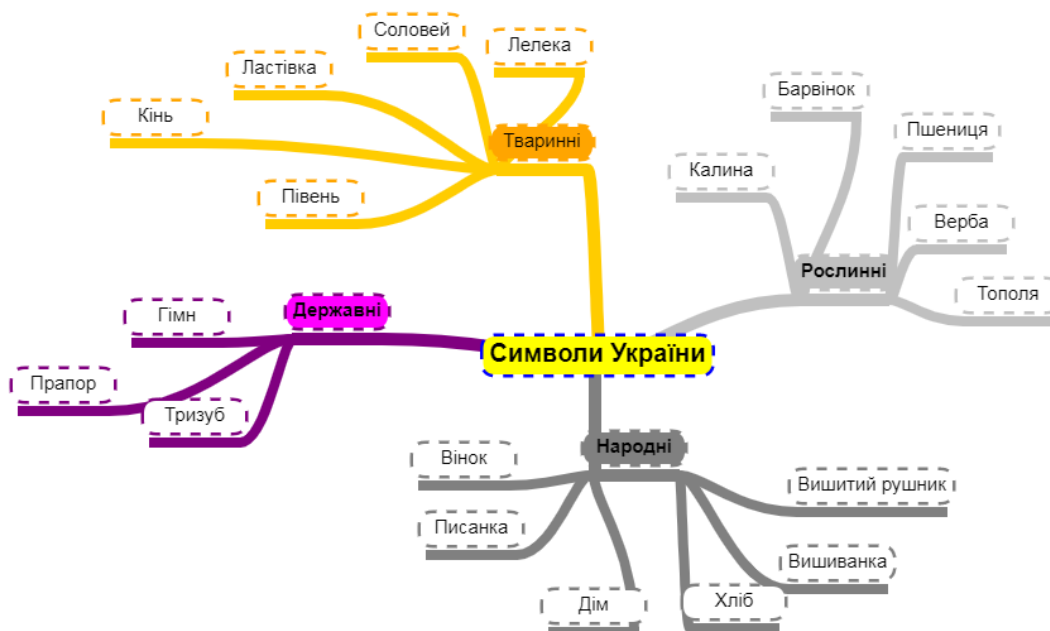 Соловей
Лелека
Ластівка
Кінь
Тваринні
Півень
Барвінок
Пшениця
Калина
Верба
Рослинні
Тополя
Державні
Гімн
Прапор
Тризуб
Символи України
Народні
Вінок
Вишитий рушник
Писанка
Вишиванка
Дім
Хліб